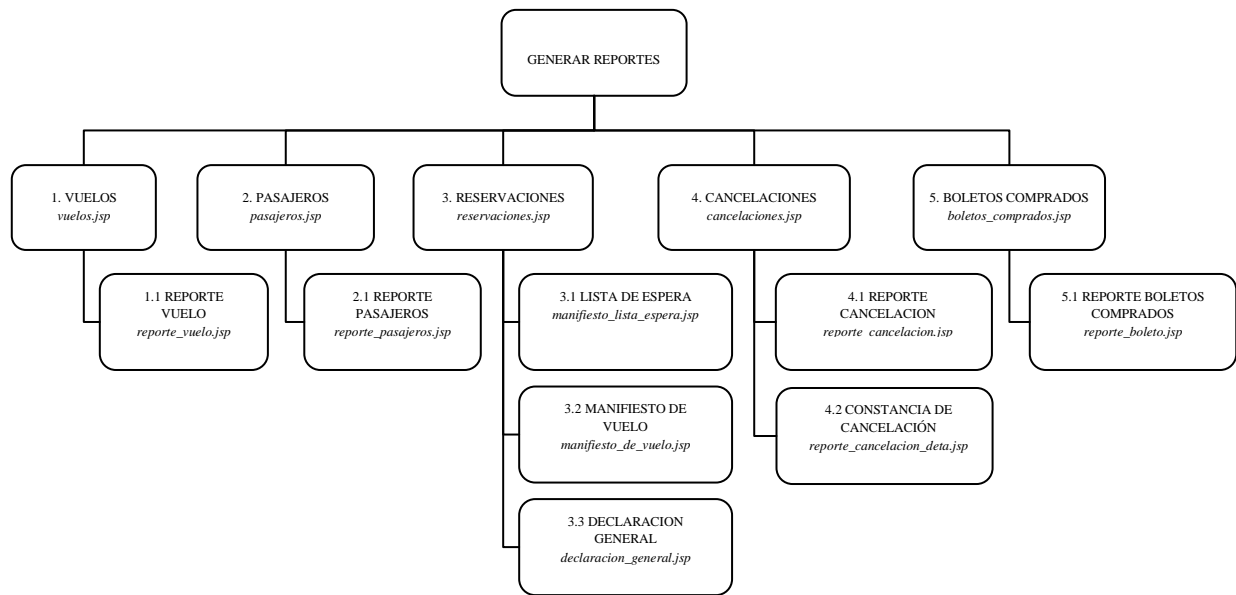 GENERAR REPORTES
1. VUELOS
vuelos.jsp
2. PASAJEROS
pasajeros.jsp
3. RESERVACIONES
reservaciones.jsp
4. CANCELACIONES
cancelaciones.jsp
5. BOLETOS COMPRADOS
boletos_comprados.jsp
1.1 REPORTE
VUELO
reporte_vuelo.jsp
2.1 REPORTE
PASAJEROS
reporte_pasajeros.jsp
3.1 LISTA DE ESPERA
manifiesto_lista_espera.jsp
4.1 REPORTE
CANCELACION
reporte_cancelacion.jsp
5.1 REPORTE BOLETOS
COMPRADOS
reporte_boleto.jsp
3.2 MANIFIESTO DE
VUELO
manifiesto_de_vuelo.jsp
4.2 CONSTANCIA DE
CANCELACIÓN
reporte_cancelacion_deta.jsp
3.3 DECLARACION
GENERAL
declaracion_general.jsp